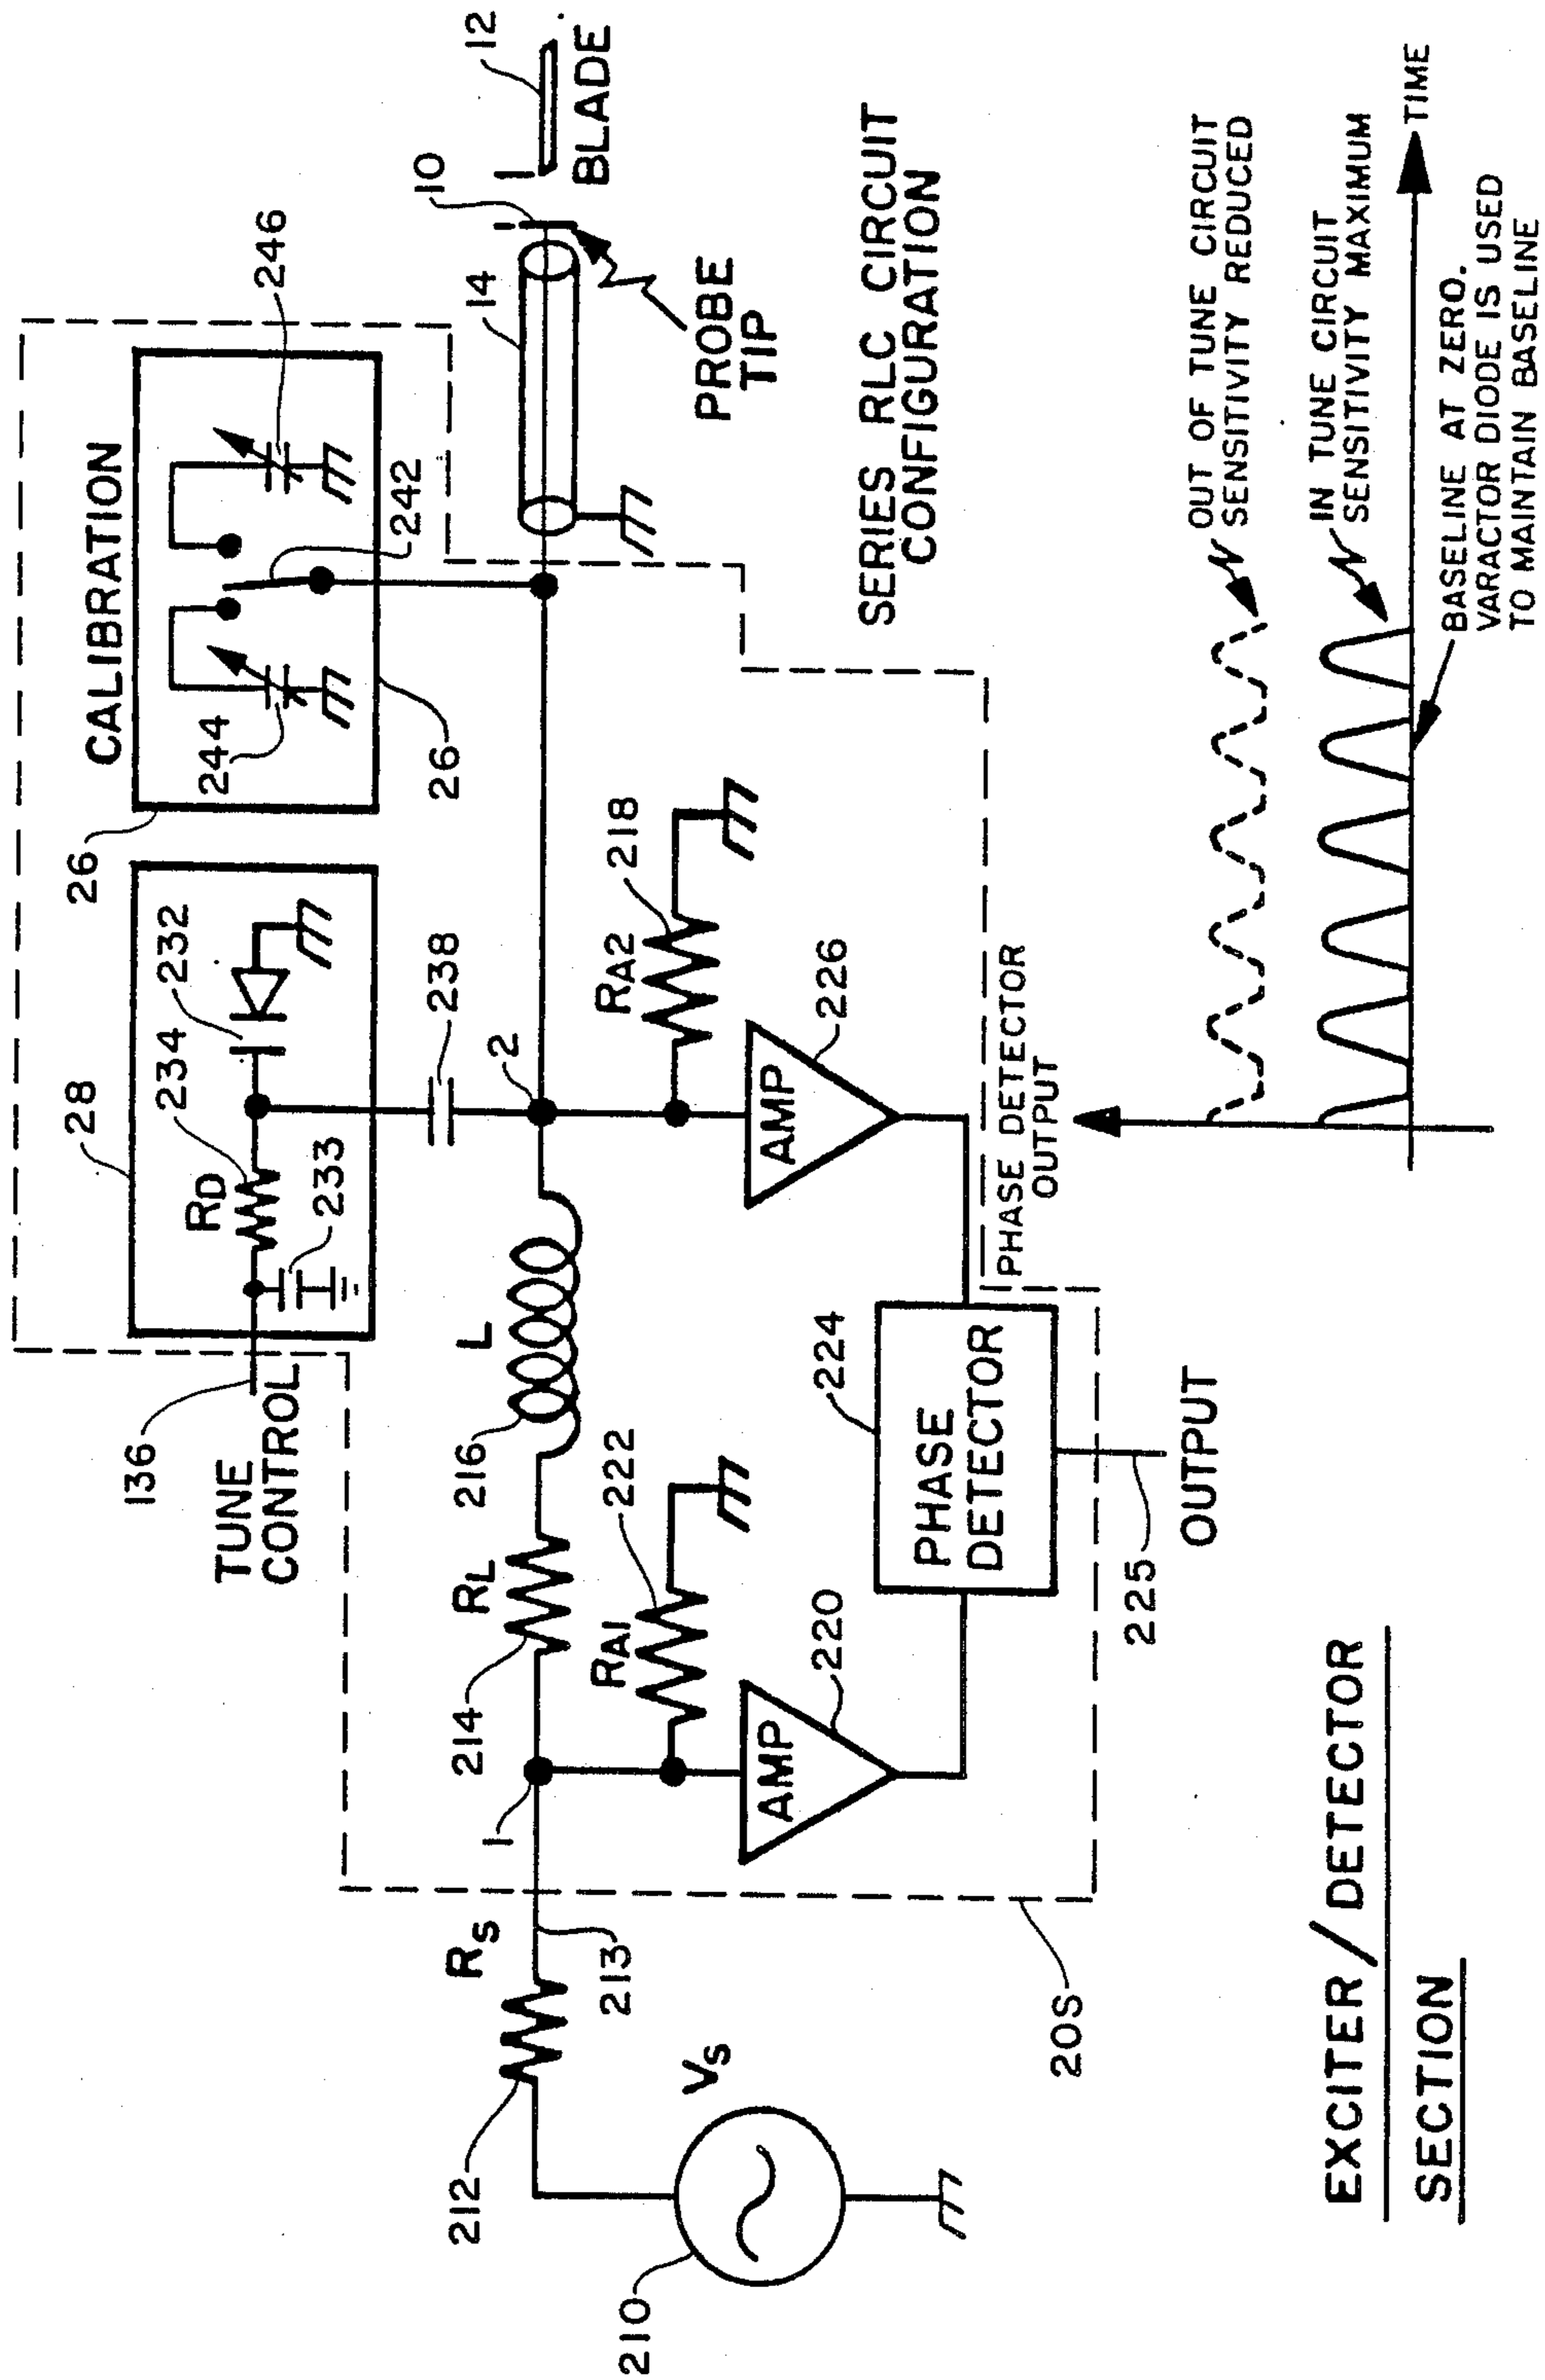 CALIBRATION
26
28
234
232
RD
233
244
242
246
26
136
TUNE
CONTROL
238
2
14
10
12
BLADE
PROBE
TIP
212
RS
213
1
214
RL
216
L
RA1
222
RA2
218
AMP
220
AMP
226
SERIES RLC CIRCUIT
CONFIGURATION
210
VS
PHASE
DETECTOR
224
225
OUTPUT
20S
PHASE DETECTOR
OUTPUT
OUT OF TUNE CIRCUIT
SENSITIVITY REDUCED
IN TUNE CIRCUIT
SENSITIVITY MAXIMUM
TIME
BASELINE AT ZERO.
VARACTOR DIODE IS USED
TO MAINTAIN BASELINE
EXCITER/DETECTOR
SECTION